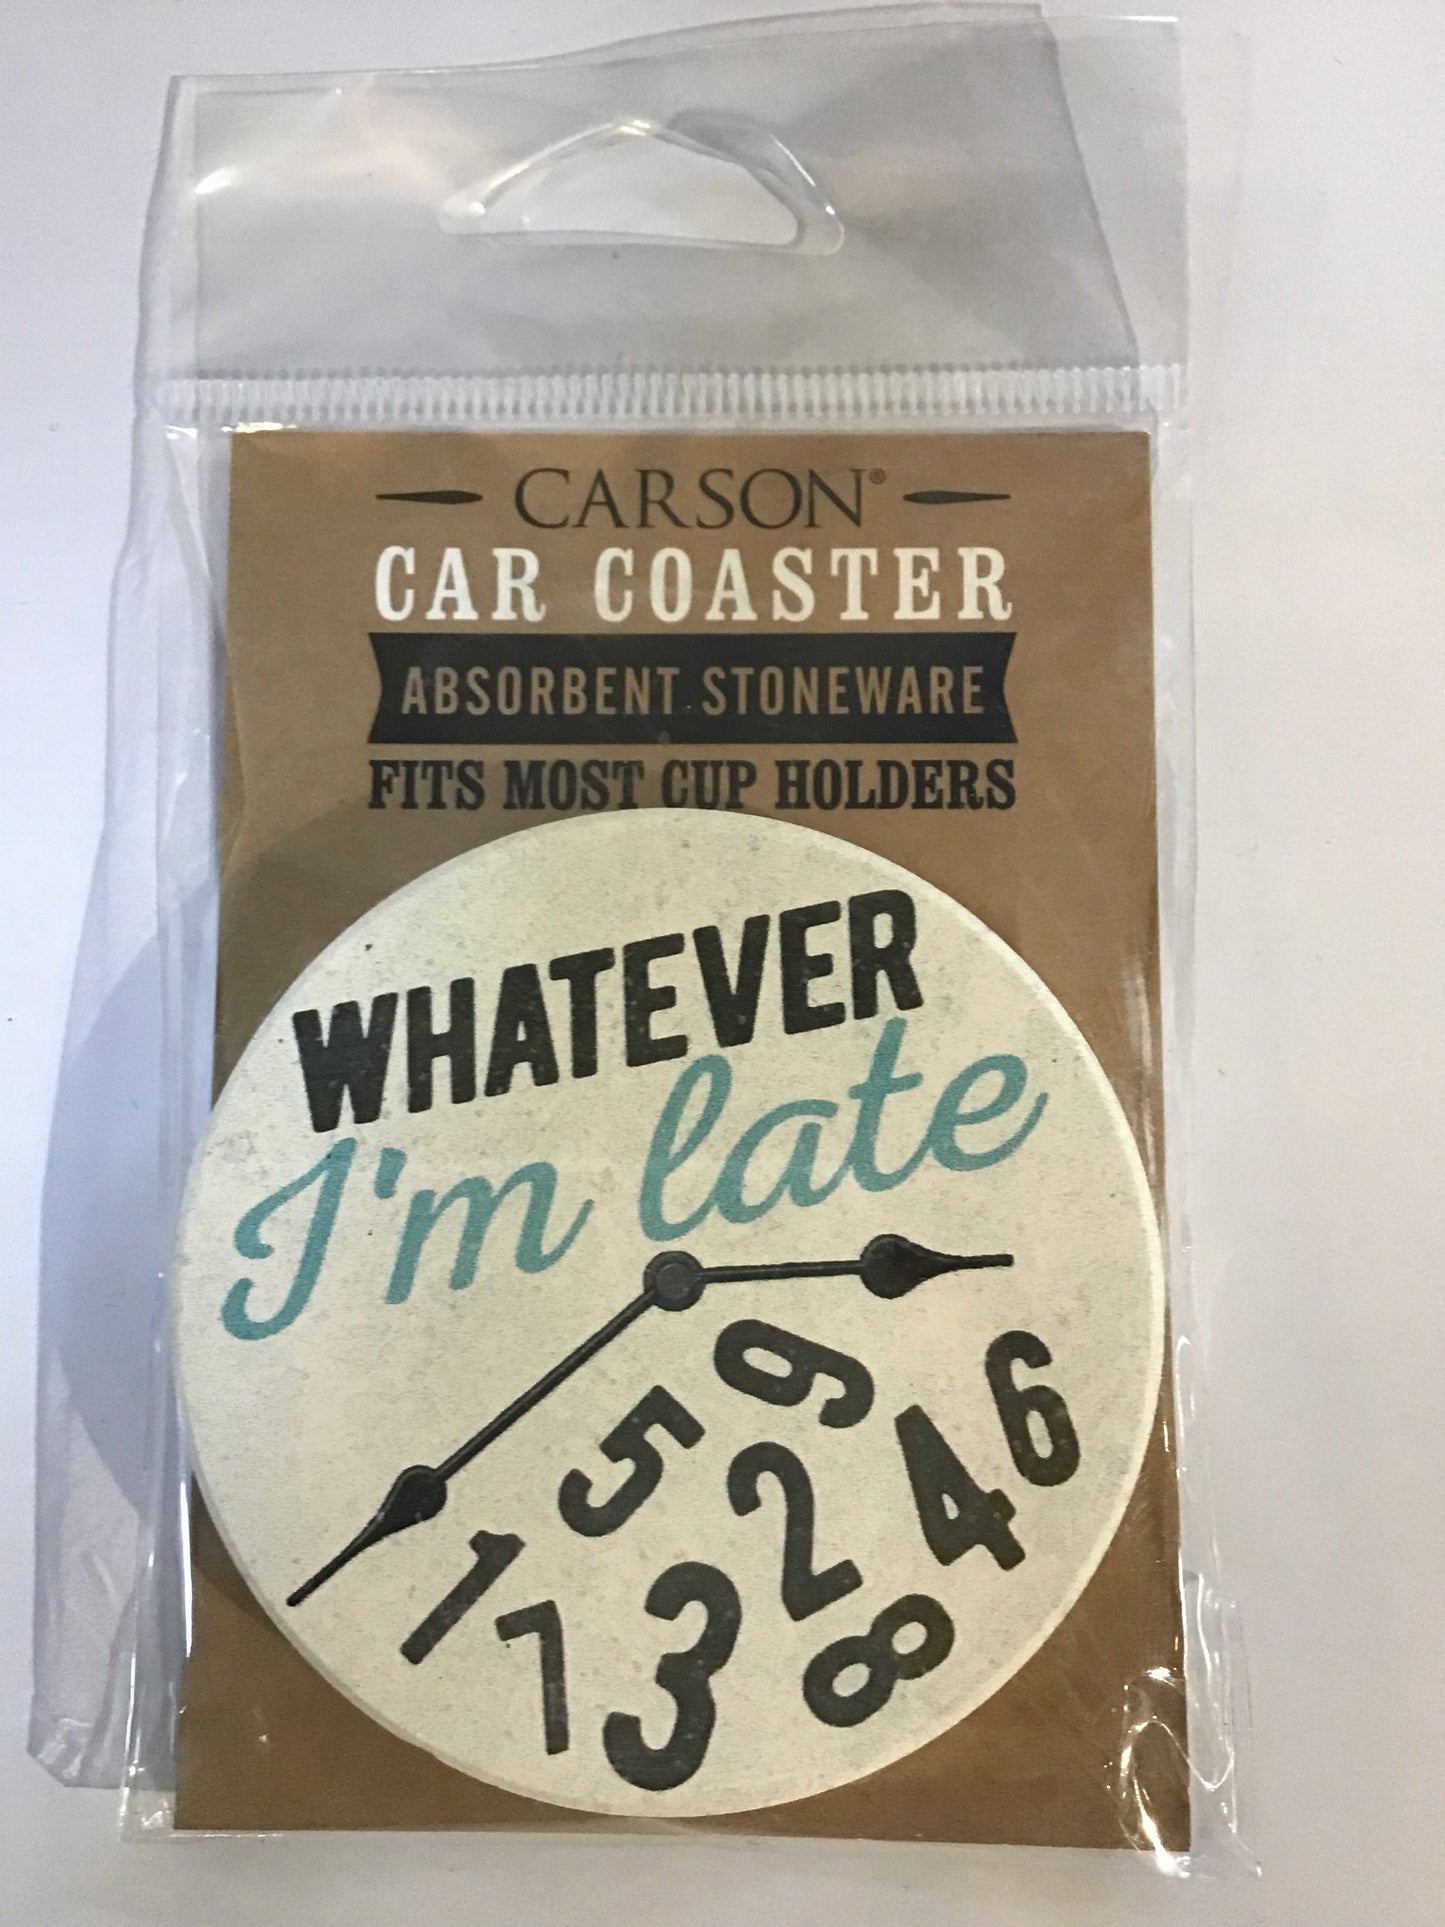 CARSON®
CAR COASTER
ABSORBENT STONEWARE
FITS MOST CUP HOLDERS
WHATEVER
I'm late
9
6
5
4
2
1
7
3
8